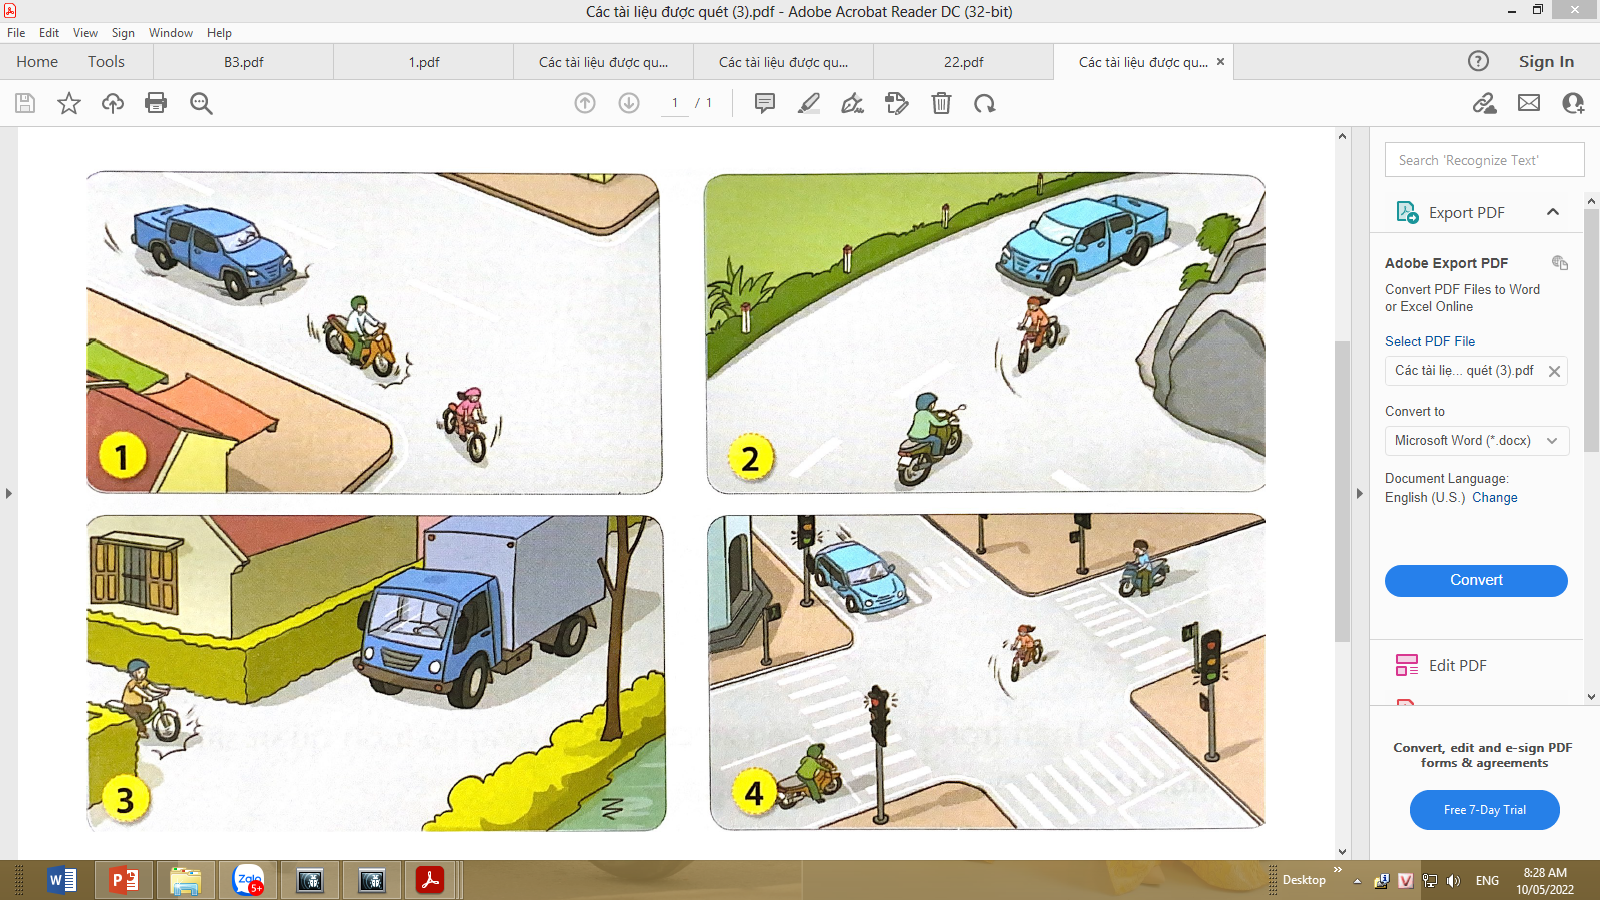 Các tài liệu được quét (3).pdf - Adobe Acrobat Reader DC (32-bit)
File Edit View Sign Window Help
Home Tools B3.pdf 1.pdf Các tài liệu được qu... Các tài liệu được qu... 22.pdf Các tài liệu được qu... × Sign In
1 / 1
Search 'Recognize Text'
Export PDF
Adobe Export PDF
Convert PDF Files to Word
or Excel Online
Select PDF File
Các tài liẹ... quét (3).pdf
Convert to
Microsoft Word (*.docx)
Document Language:
English (U.S.) Change
Convert
Edit PDF
Convert, edit and e-sign PDF
forms & agreements
Free 7-Day Trial
1
2
3
4
Zalo
5+
Desktop
ENG
8:28 AM
10/05/2022